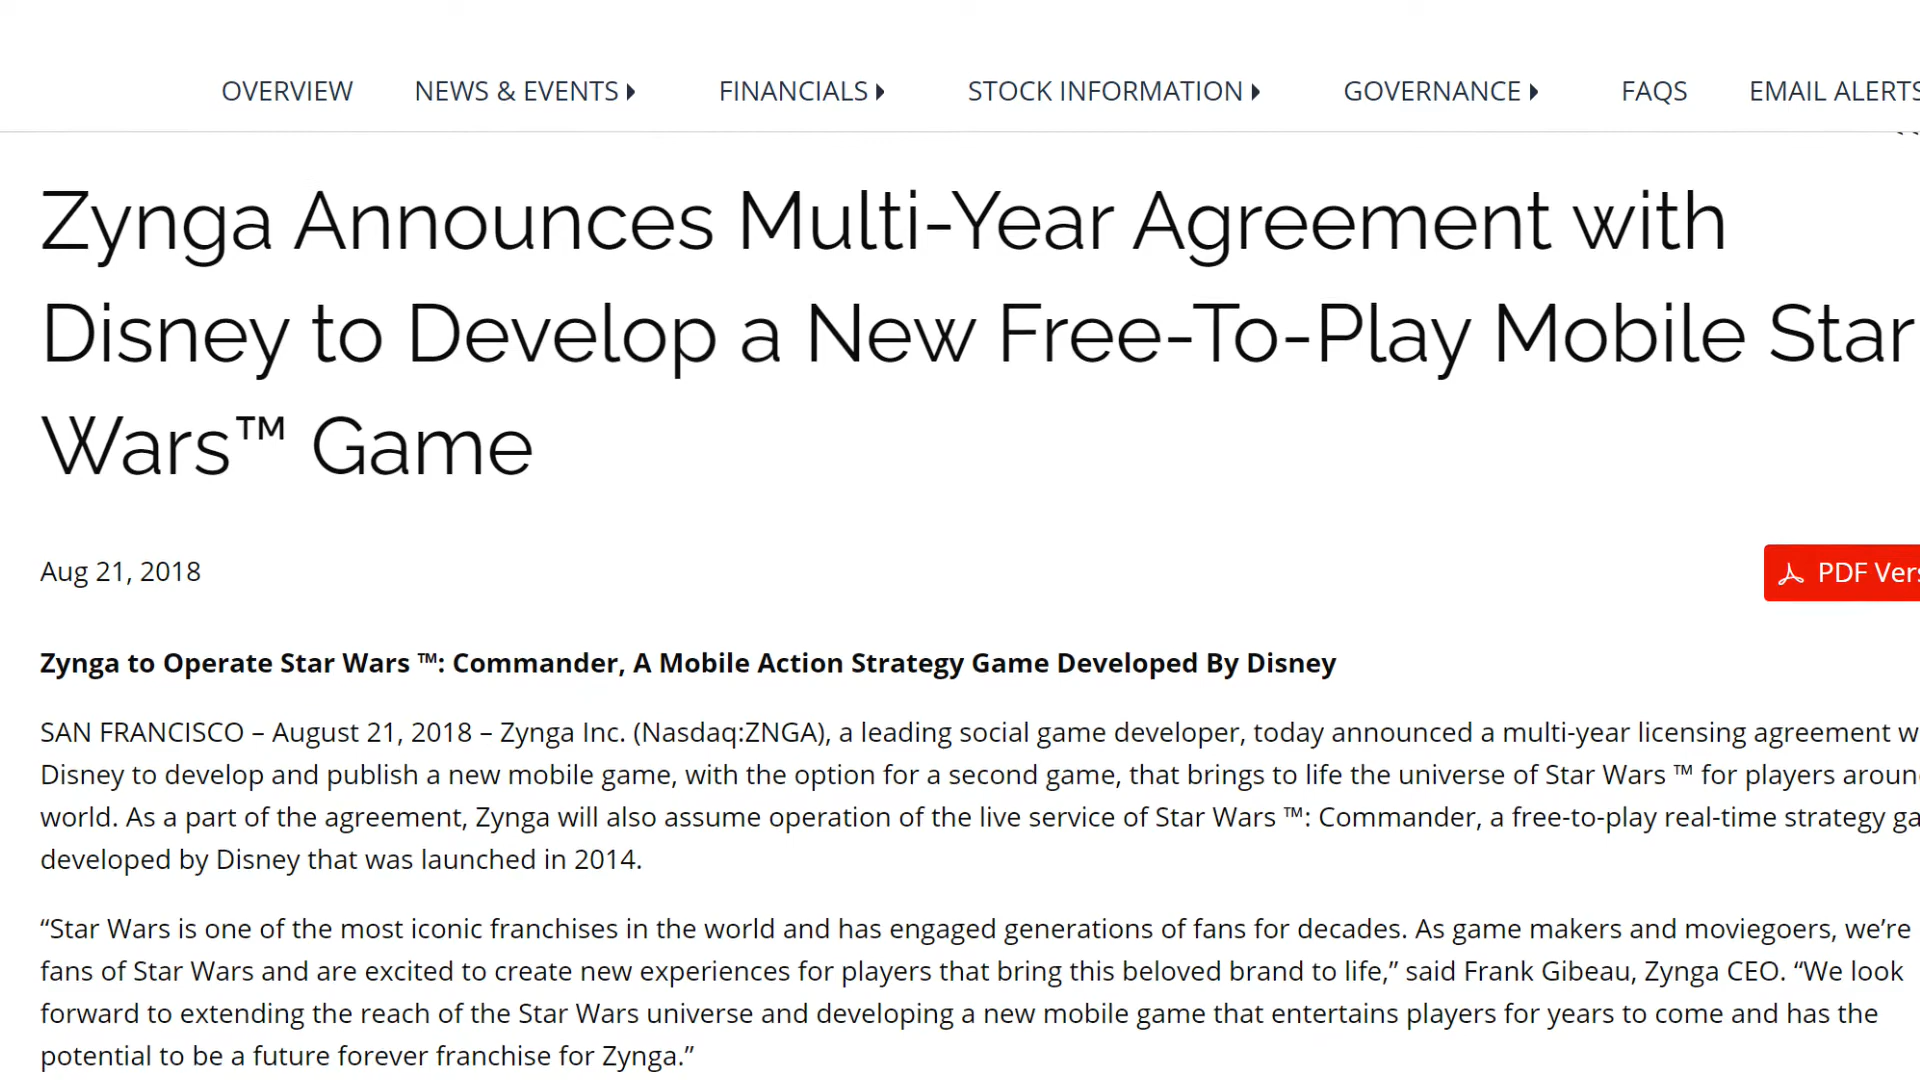 OVERVIEW NEWS & EVENTS FINANCIALS STOCK INFORMATION GOVERNANCE FAQS EMAIL ALERTS
Zynga Announces Multi-Year Agreement with
Disney to Develop a New Free-To-Play Mobile Star
Wars™ Game
Aug 21, 2018
PDF Vers
Zynga to Operate Star Wars ™: Commander, A Mobile Action Strategy Game Developed By Disney
SAN FRANCISCO – August 21, 2018 – Zynga Inc. (Nasdaq:ZNGA), a leading social game developer, today announced a multi-year licensing agreement w
Disney to develop and publish a new mobile game, with the option for a second game, that brings to life the universe of Star Wars ™ for players aroun
world. As a part of the agreement, Zynga will also assume operation of the live service of Star Wars ™: Commander, a free-to-play real-time strategy ga
developed by Disney that was launched in 2014.
“Star Wars is one of the most iconic franchises in the world and has engaged generations of fans for decades. As game makers and moviegoers, we’re
fans of Star Wars and are excited to create new experiences for players that bring this beloved brand to life,” said Frank Gibeau, Zynga CEO. “We look
forward to extending the reach of the Star Wars universe and developing a new mobile game that entertains players for years to come and has the
potential to be a future forever franchise for Zynga.”